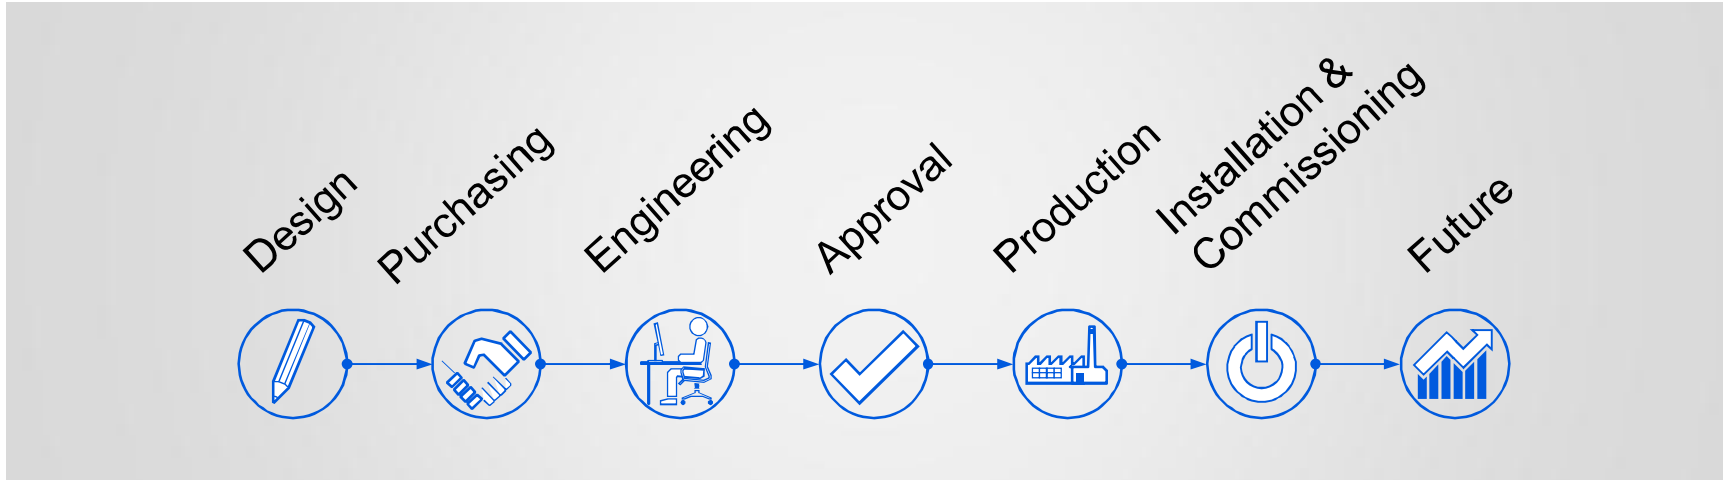 Design
Purchasing
Engineering
Approval
Production
Installation &
Commissioning
Future